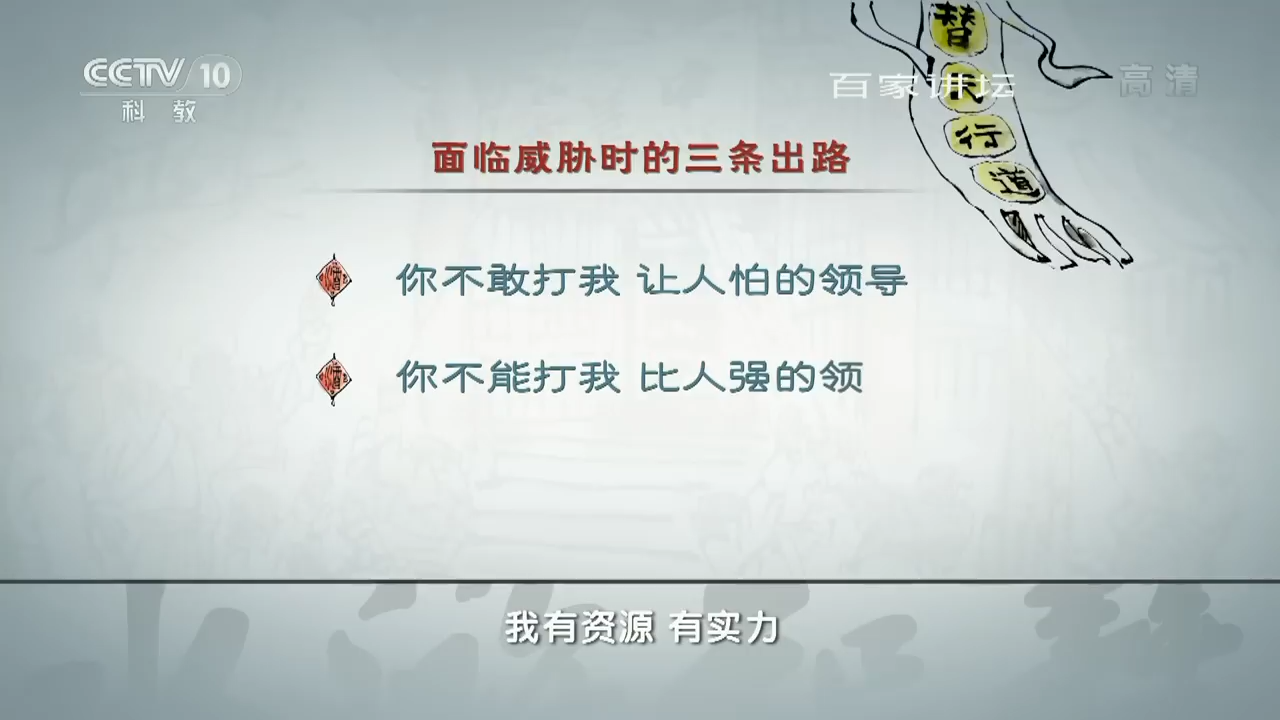 CCTV 10
科教
百家讲坛
高清
替
天
行
道
面临威胁时的三条出路
你不敢打我 让人怕的领导
你不能打我 比人强的领
我有资源 有实力